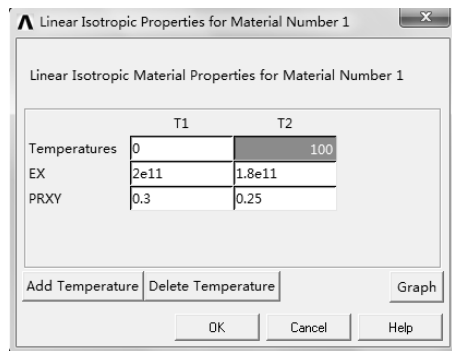 Linear Isotropic Properties for Material Number 1
Linear Isotropic Material Properties for Material Number 1
T1 T2
Temperatures 0 100
EX 2e11 1.8e11
PRXY 0.3 0.25
Add Temperature Delete Temperature Graph
OK Cancel Help